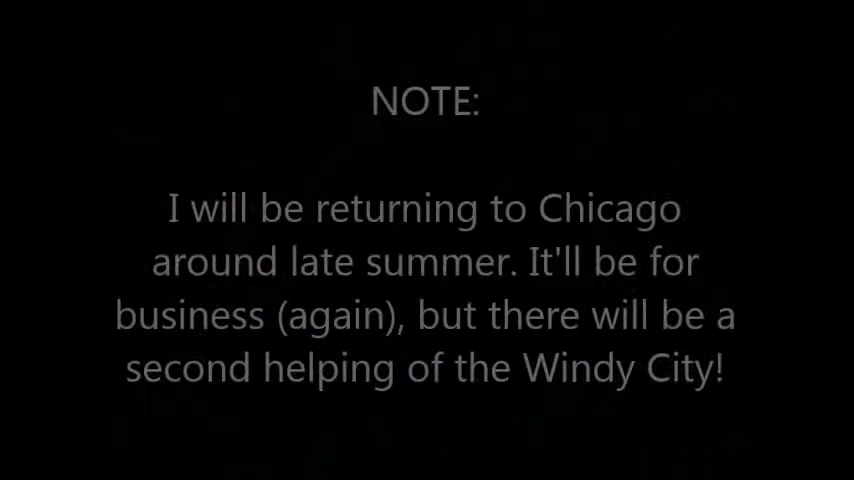 NOTE:
I will be returning to Chicago
around late summer. It'll be for
business (again), but there will be a
second helping of the Windy City!